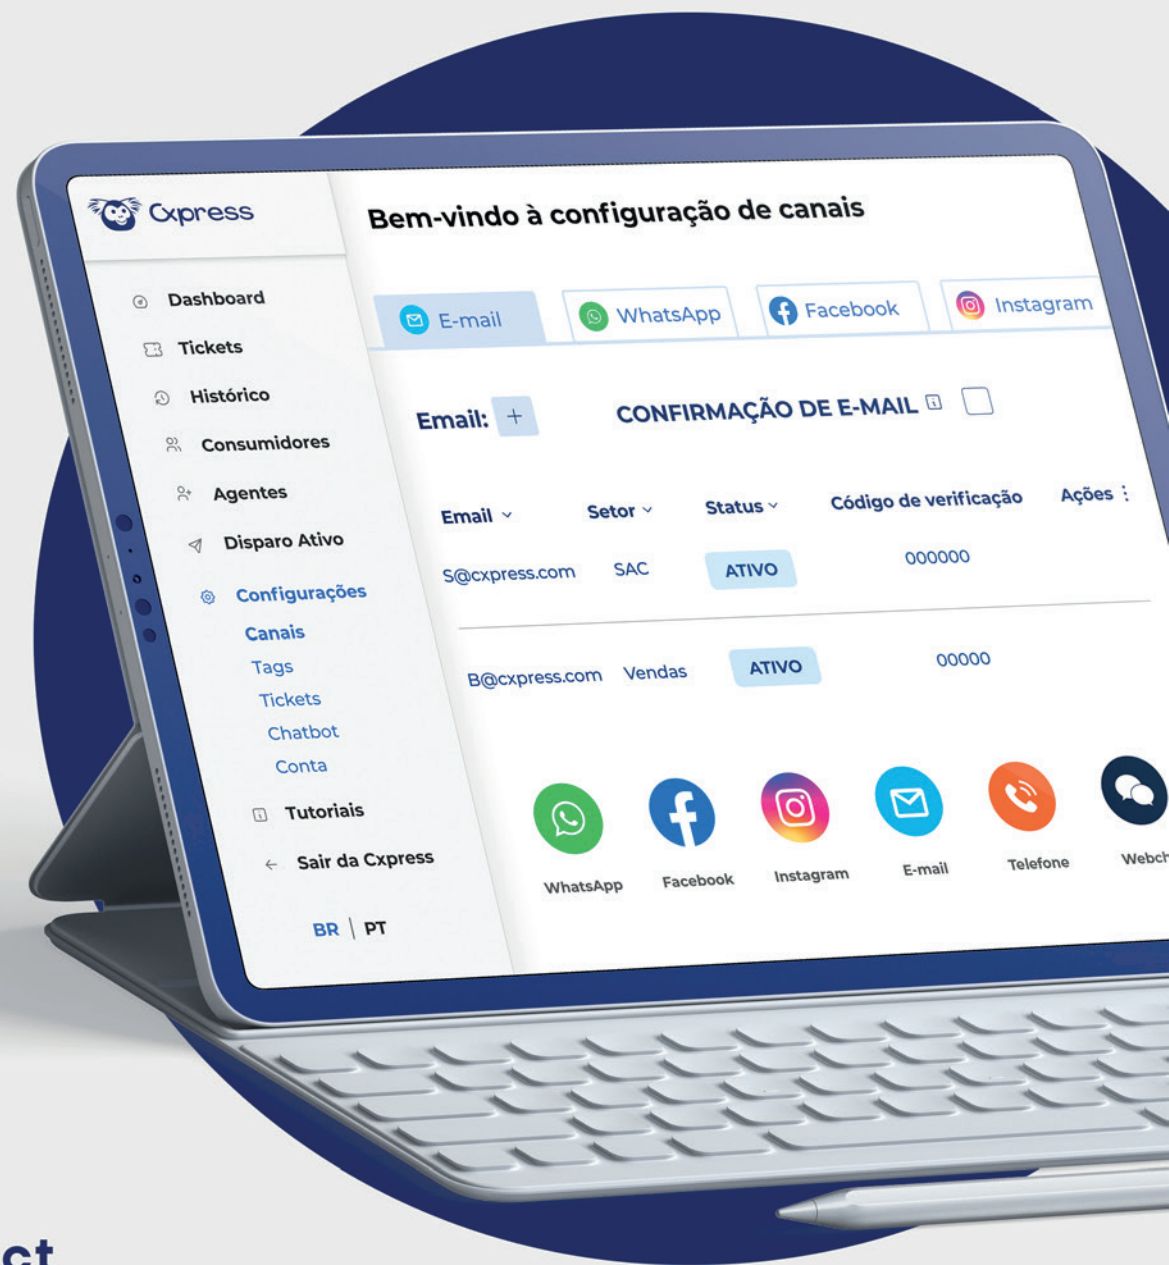 Cxpress
Bem-vindo à configuração de canais
Dashboard
Tickets
Histórico
Consumidores
Agentes
Disparo Ativo
Configurações
Canais
Tags
Tickets
Chatbot
Conta
Tutoriais
Sair da Cxpress
BR | PT
E-mail WhatsApp Facebook Instagram
Email: + CONFIRMAÇÃO DE E-MAIL
Email Setor Status Código de verificação Ações
S@cxpress.com SAC ATIVO 000000
B@cxpress.com Vendas ATIVO 00000
WhatsApp Facebook Instagram E-mail Telefone Webch
ct